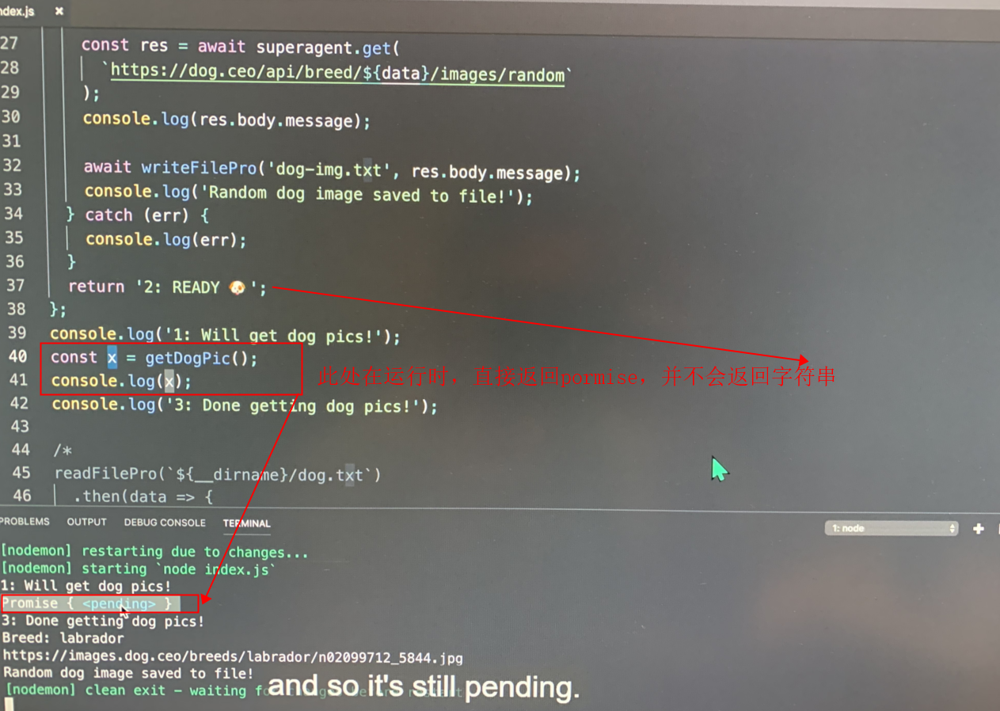 ndex.js ×
27 const res = await superagent.get(
28 `https://dog.ceo/api/breed/${data}/images/random`
29 );
30 console.log(res.body.message);
31
32 await writeFilePro('dog-img.txt', res.body.message);
33 console.log('Random dog image saved to file!');
34 } catch (err) {
35 console.log(err);
36 }
37 return '2: READY 🐶 ';
38 };
39 console.log('1: Will get dog pics!');
40 const x = getDogPic();
41 console.log(x);
此处在运行时，直接返回pormise，并不会返回字符串
42 console.log('3: Done getting dog pics!');
43
44 /*
45 readFilePro(`${__dirname}/dog.txt`)
46 .then(data => {
PROBLEMS OUTPUT DEBUG CONSOLE TERMINAL 1: node
[nodemon] restarting due to changes...
[nodemon] starting `node index.js`
1: Will get dog pics!
Promise { <pending> }
3: Done getting dog pics!
Breed: labrador
https://images.dog.ceo/breeds/labrador/n02099712_5844.jpg
Random dog image saved to file!
[nodemon] clean exit - waiting
and so it's still pending.